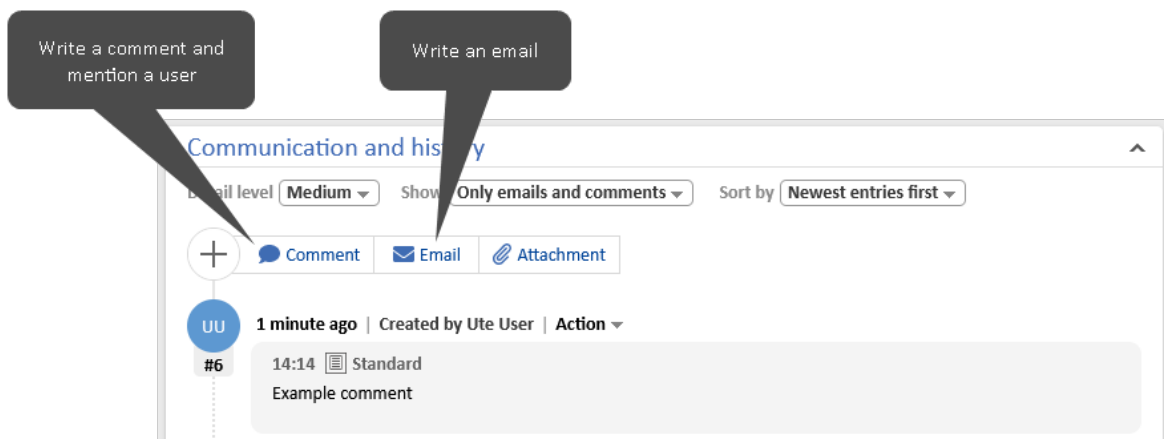 Write a comment and
mention a user
Write an email
Communication and history
Detail level Medium Show Only emails and comments Sort by Newest entries first
Comment Email Attachment
UU 1 minute ago | Created by Ute User | Action
#6 14:14 Standard
Example comment